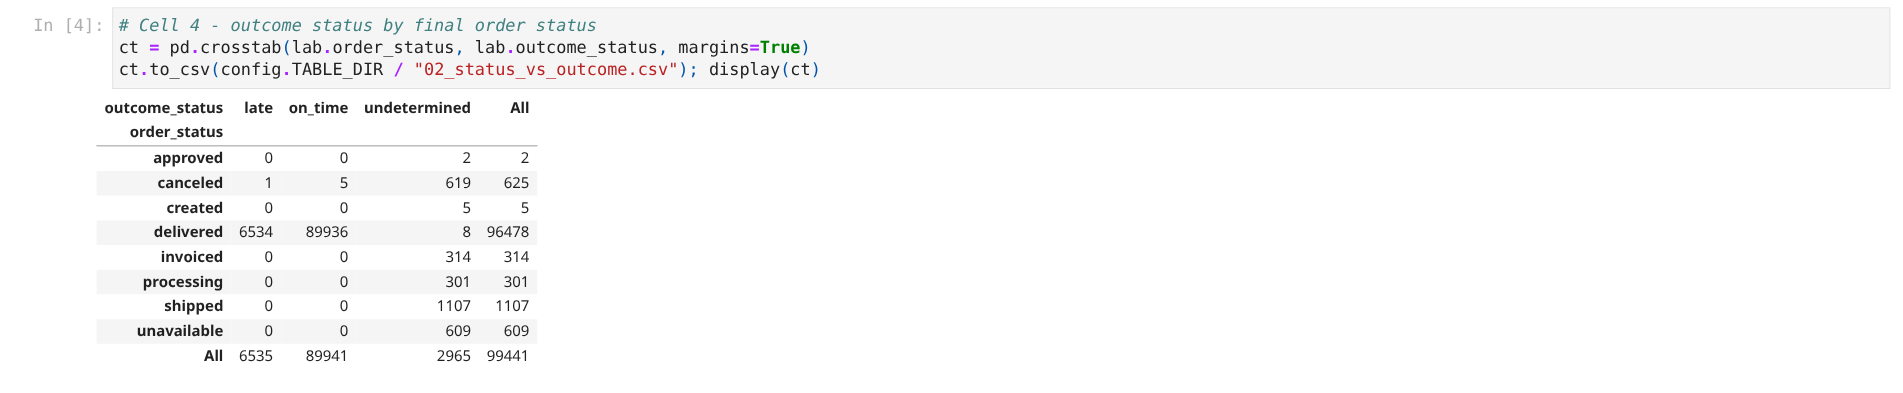 In [4]: # Cell 4 - outcome status by final order status
ct = pd.crosstab(lab.order_status, lab.outcome_status, margins=True)
ct.to_csv(config.TABLE_DIR / "02_status_vs_outcome.csv"); display(ct)
outcome_status late on_time undetermined All
order_status
approved 0 0 2 2
canceled 1 5 619 625
created 0 0 5 5
delivered 6534 89936 8 96478
invoiced 0 0 314 314
processing 0 0 301 301
shipped 0 0 1107 1107
unavailable 0 0 609 609
All 6535 89941 2965 99441